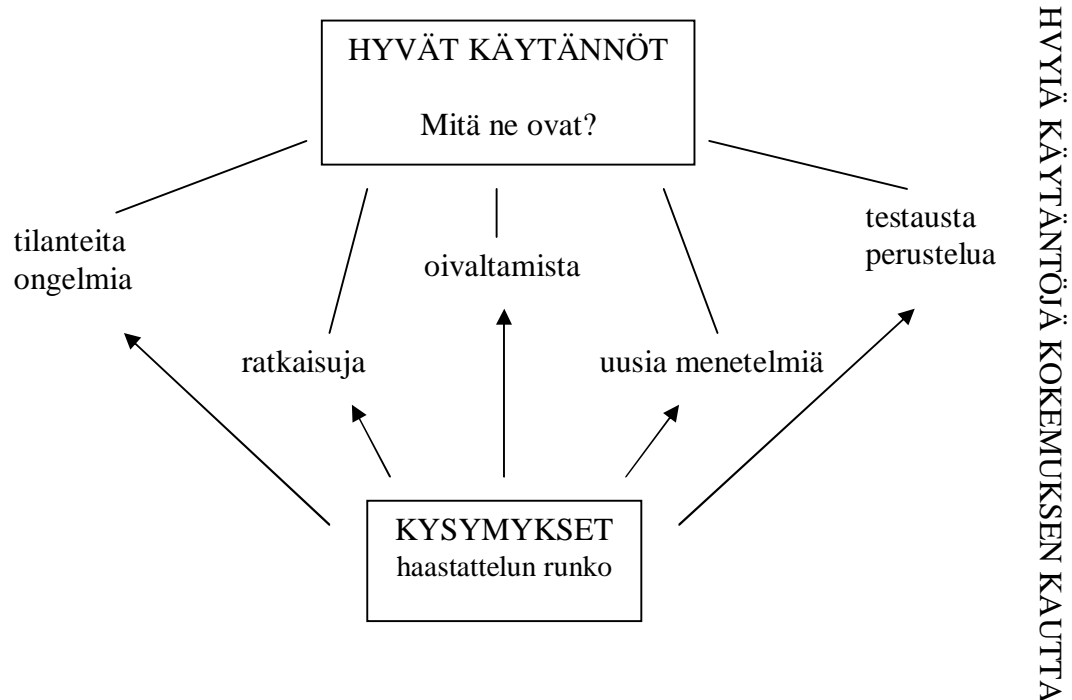 HYVÄT KÄYTÄNNÖT
Mitä ne ovat?
tilanteita
ongelmia
oivaltamista
testausta
perustelua
ratkaisuja
uusia menetelmiä
KYSYMYKSET
haastattelun runko
HVYIÄ KÄYTÄNTÖJÄ KOKEMUKSEN KAUTTA